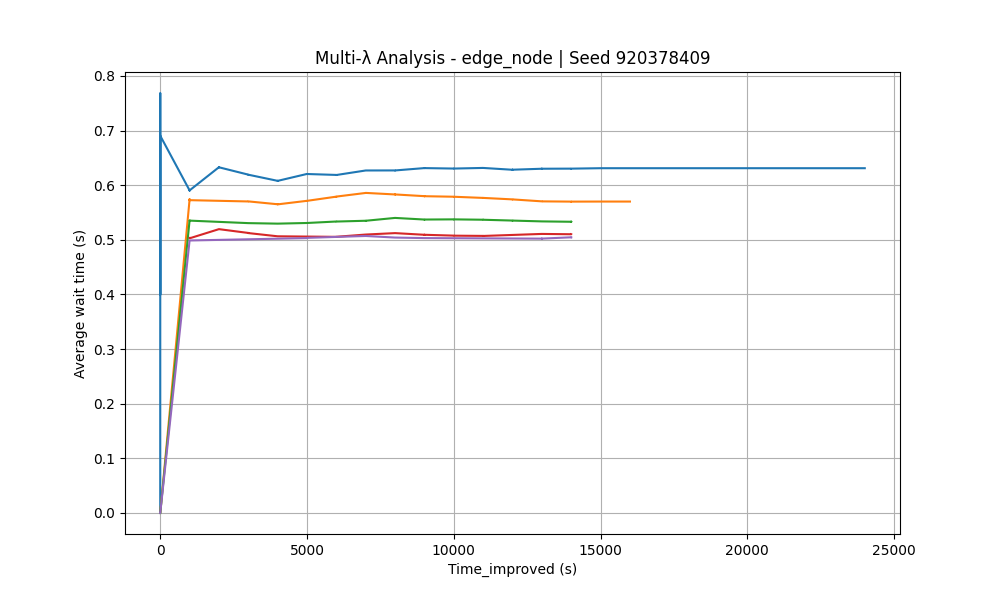 Multi-λ Analysis - edge_node | Seed 920378409
0.8
0.7
0.6
0.5
0.4
0.3
0.2
0.1
0.0
Average wait time (s)
0 5000 10000 15000 20000 25000
Time_improved (s)